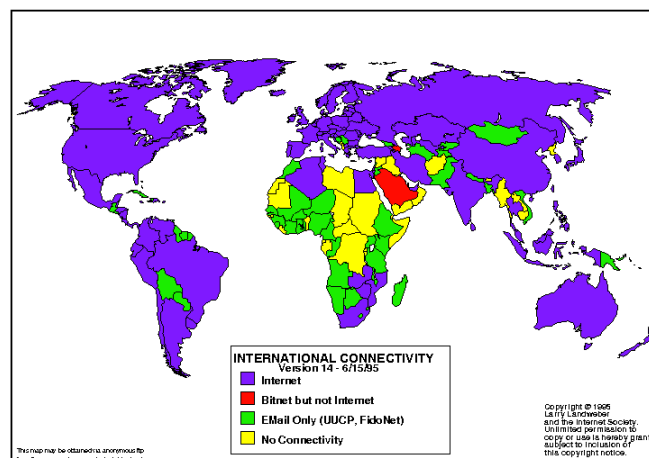 INTERNATIONAL CONNECTIVITY
Version 14 - 6/15/95
Internet
Bitnet but not Internet
EMail Only (UUCP, FidoNet)
No Connectivity
Copyright © 1995
Larry Landweber
and the Internet Society.
Unlimited permission to
copy or use is hereby grant
subject to inclusion of
this copyright notice.
This map may be obtained via anonymous ftp